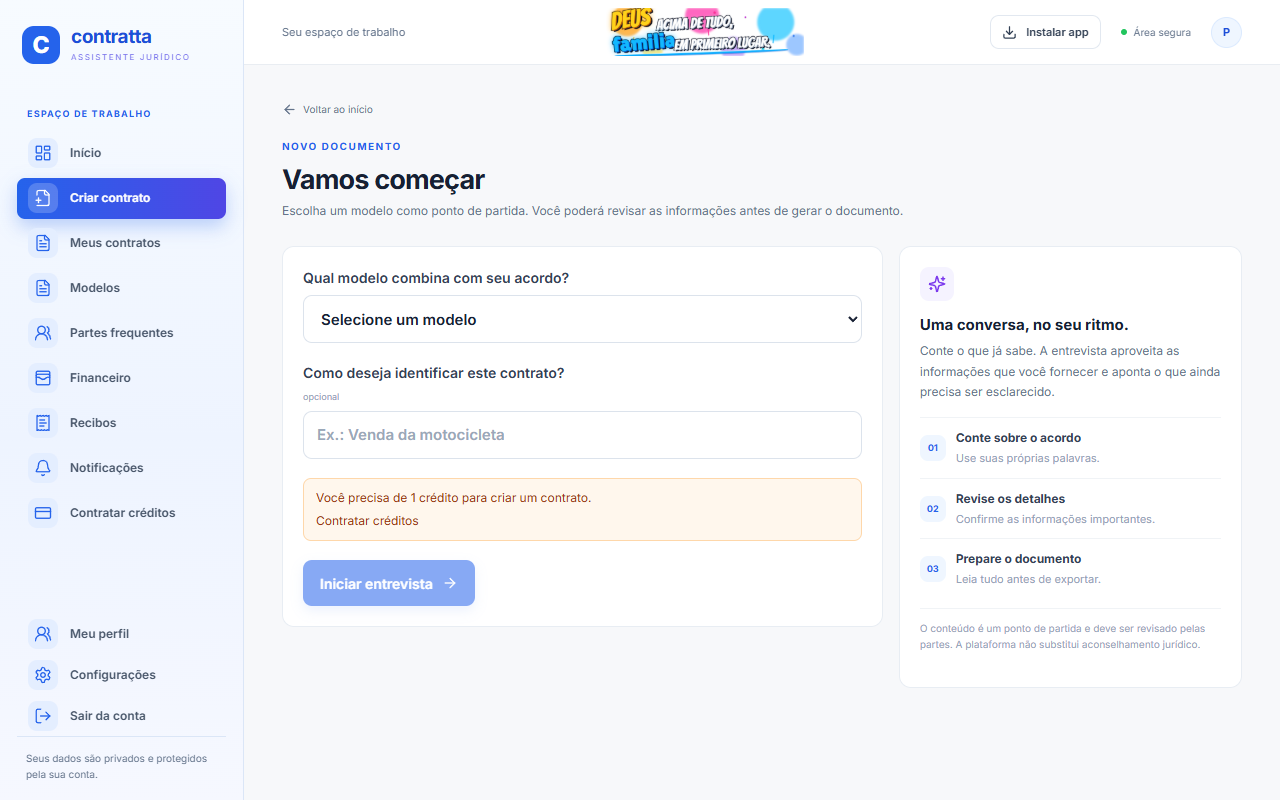 C
contratta
ASSISTENTE JURÍDICO
ESPAÇO DE TRABALHO
Início
Criar contrato
Meus contratos
Modelos
Partes frequentes
Financeiro
Recibos
Notificações
Contratar créditos
Meu perfil
Configurações
Sair da conta
Seus dados são privados e protegidos
pela sua conta.
Seu espaço de trabalho
DEUS ACIMA DE TUDO,
família EM PRIMEIRO LUGAR.
Instalar app
Área segura
P
Voltar ao início
NOVO DOCUMENTO
Vamos começar
Escolha um modelo como ponto de partida. Você poderá revisar as informações antes de gerar o documento.
Qual modelo combina com seu acordo?
Selecione um modelo
Como deseja identificar este contrato?
opcional
Ex.: Venda da motocicleta
Você precisa de 1 crédito para criar um contrato.
Contratar créditos
Iniciar entrevista
Uma conversa, no seu ritmo.
Conte o que já sabe. A entrevista aproveita as
informações que você fornecer e aponta o que ainda
precisa ser esclarecido.
01
Conte sobre o acordo
Use suas próprias palavras.
02
Revise os detalhes
Confirme as informações importantes.
03
Prepare o documento
Leia tudo antes de exportar.
O conteúdo é um ponto de partida e deve ser revisado pelas
partes. A plataforma não substitui aconselhamento jurídico.